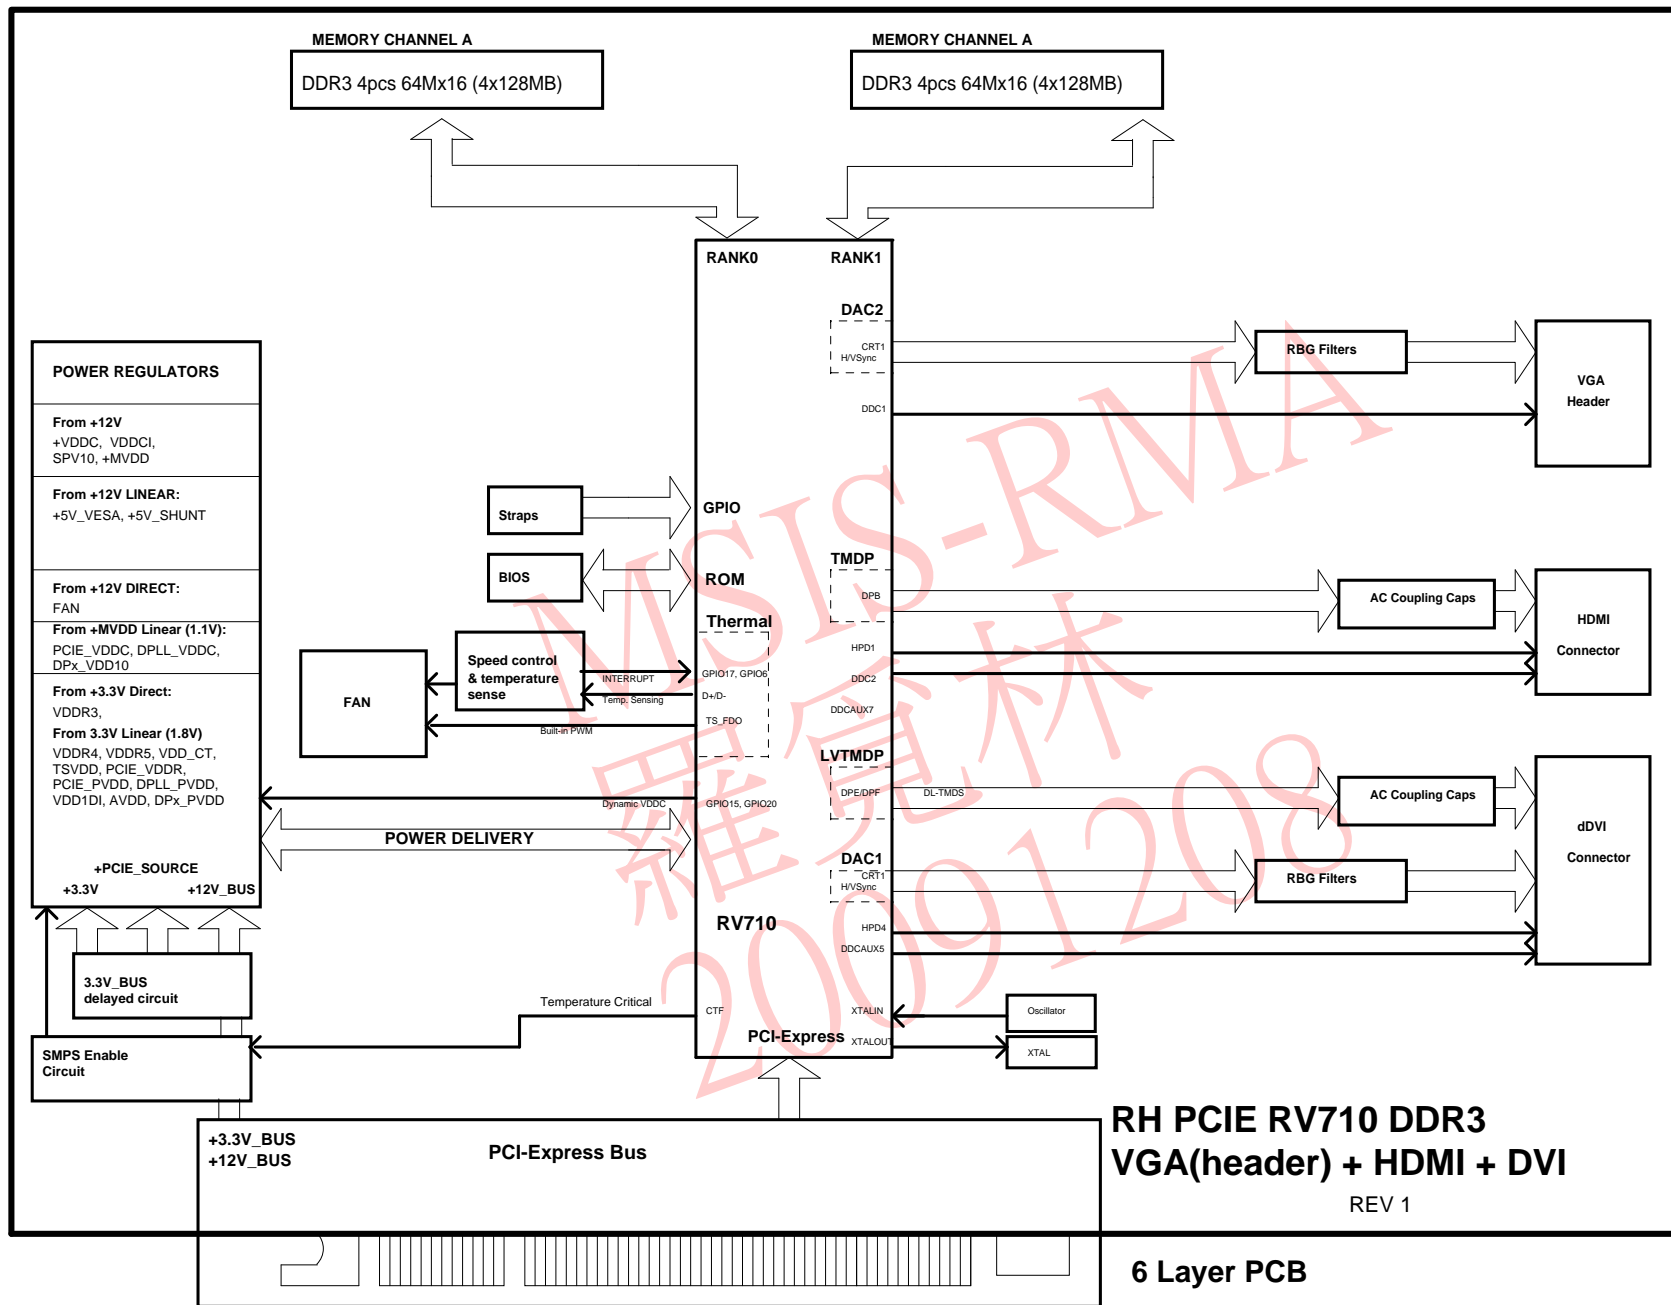 MEMORY CHANNEL A
DDR3 4pcs 64Mx16 (4x128MB)
MEMORY CHANNEL A
DDR3 4pcs 64Mx16 (4x128MB)
RANK0
RANK1
DAC2
CRT1
H/VSync
DDC1
RBG Filters
VGA
Header
POWER REGULATORS
From +12V
+VDDC, VDDCI,
SPV10, +MVDD
From +12V LINEAR:
+5V_VESA, +5V_SHUNT
From +12V DIRECT:
FAN
From +MVDD Linear (1.1V):
PCIE_VDDC, DPLL_VDDC,
DPx_VDD10
From +3.3V Direct:
VDDR3,
From 3.3V Linear (1.8V)
VDDR4, VDDR5, VDD_CT,
TSVDD, PCIE_VDDR,
PCIE_PVDD, DPLL_PVDD,
VDD1DI, AVDD, DPx_PVDD
+PCIE_SOURCE
+3.3V
+12V_BUS
Straps
GPIO
BIOS
ROM
Thermal
Speed control
& temperature
sense
FAN
INTERRUPT
GPIO17, GPIO6
Temp. Sensing
D+/D-
Built-in PWM
TS_FDO
Dynamic VDDC
GPIO15, GPIO20
POWER DELIVERY
TMDP
DPB
HPD1
DDC2
DDCAUX7
AC Coupling Caps
HDMI
Connector
LVTMDP
DPE/DPF
DL-TMDS
AC Coupling Caps
dDVI
Connector
DAC1
CRT1
H/VSync
RBG Filters
HPD4
DDCAUX5
RV710
3.3V_BUS
delayed circuit
SMPS Enable
Circuit
Temperature Critical
CTF
XTALIN
Oscillator
PCI-Express
XTALOUT
XTAL
+3.3V_BUS
+12V_BUS
PCI-Express Bus
RH PCIE RV710 DDR3
VGA(header) + HDMI + DVI
REV 1
6 Layer PCB
MSIS-RMA
羅覓林
20091208